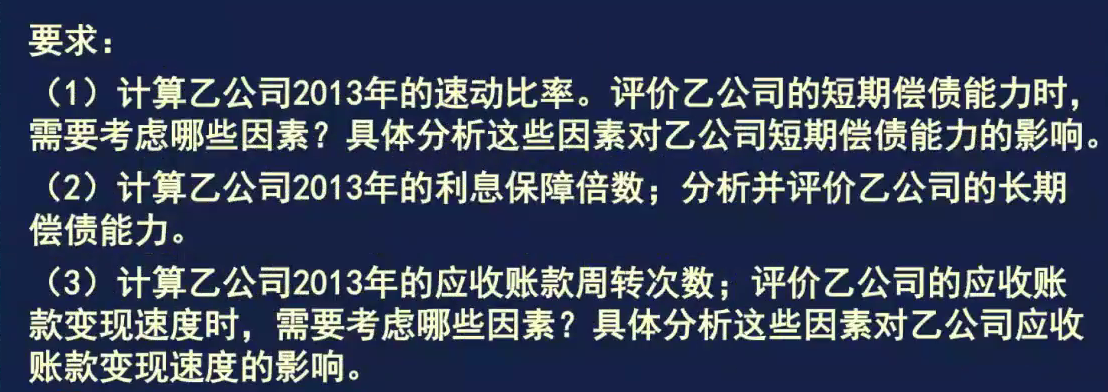 要求：
（1）计算乙公司2013年的速动比率。评价乙公司的短期偿债能力时，
需要考虑哪些因素？具体分析这些因素对乙公司短期偿债能力的影响。
（2）计算乙公司2013年的利息保障倍数；分析并评价乙公司的长期
偿债能力。
（3）计算乙公司2013年的应收账款周转次数；评价乙公司的应收账
款变现速度时，需要考虑哪些因素？具体分析这些因素对乙公司应收
账款变现速度的影响。